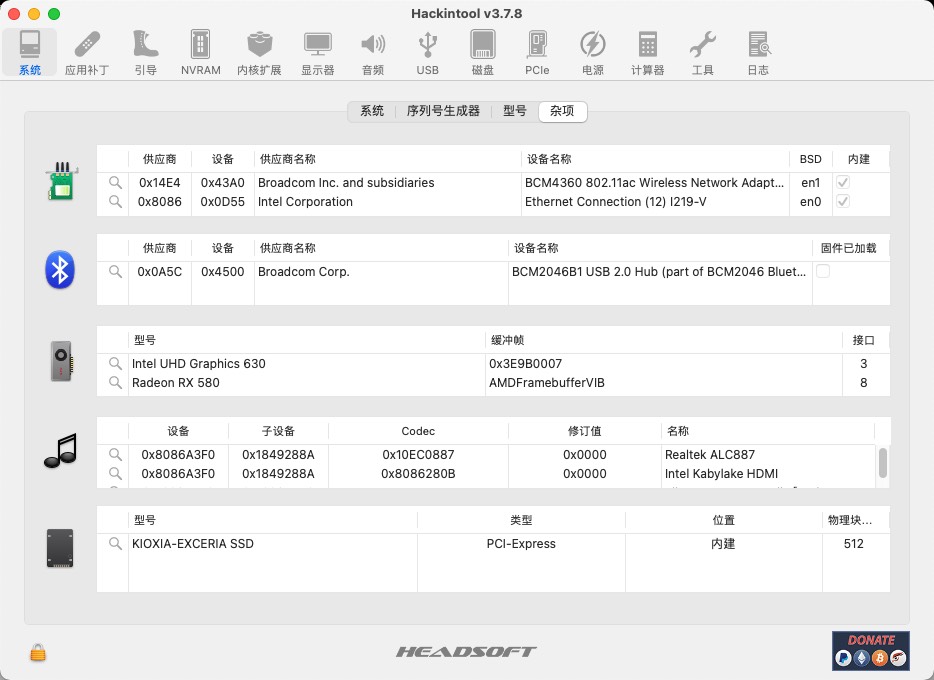 Hackintool v3.7.8
系统 应用补丁 引导 NVRAM 内核扩展 显示器 音频 USB 磁盘 PCIe 电源 计算器 工具 日志
系统 序列号生成器 型号 杂项
供应商 设备 供应商名称 设备名称 BSD 内建
0x14E4 0x43A0 Broadcom Inc. and subsidiaries BCM4360 802.11ac Wireless Network Adapt... en1
0x8086 0x0D55 Intel Corporation Ethernet Connection (12) I219-V en0
供应商 设备 供应商名称 设备名称 固件已加载
0x0A5C 0x4500 Broadcom Corp. BCM2046B1 USB 2.0 Hub (part of BCM2046 Bluet...
型号 缓冲帧 接口
Intel UHD Graphics 630 0x3E9B0007 3
Radeon RX 580 AMDFramebufferVIB 8
设备 子设备 Codec 修订值 名称
0x8086A3F0 0x1849288A 0x10EC0887 0x0000 Realtek ALC887
0x8086A3F0 0x1849288A 0x8086280B 0x0000 Intel Kabylake HDMI
型号 类型 位置 物理块...
KIOXIA-EXCERIA SSD PCI-Express 内建 512
HEADSOFT
DONATE